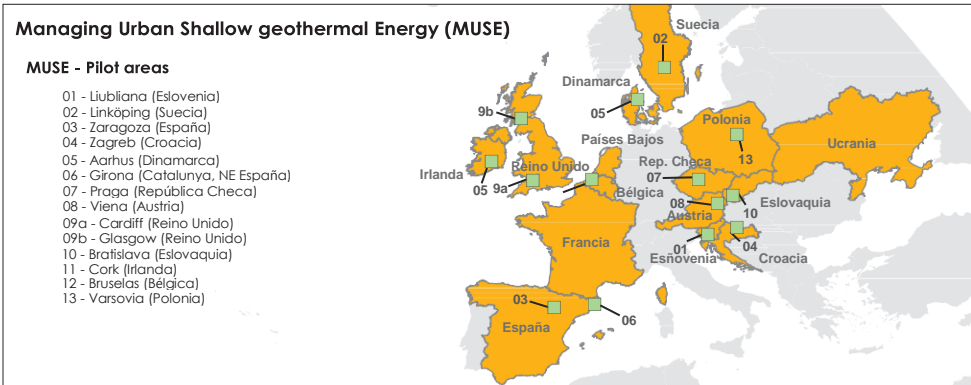 Managing Urban Shallow geothermal Energy (MUSE)
MUSE - Pilot areas
01 - Liubliana (Eslovenia)
02 - Linköping (Suecia)
03 - Zaragoza (España)
04 - Zagreb (Croacia)
05 - Aarhus (Dinamarca)
06 - Girona (Catalunya, NE España)
07 - Praga (República Checa)
08 - Viena (Austria)
09a - Cardiff (Reino Unido)
09b - Glasgow (Reino Unido)
10 - Bratislava (Eslovaquia)
11 - Cork (Irlanda)
12 - Bruselas (Bélgica)
13 - Varsovia (Polonia)
Suecia
02
Dinamarca
05
9b
Países Bajos
Polonia
13
Ucrania
Reino Unido
Irlanda
05
9a
Rep. Checa
07
Bélgica
08
Austria
10
Eslovaquia
Francia
01
Esñovenia
04
Croacia
03
España
06